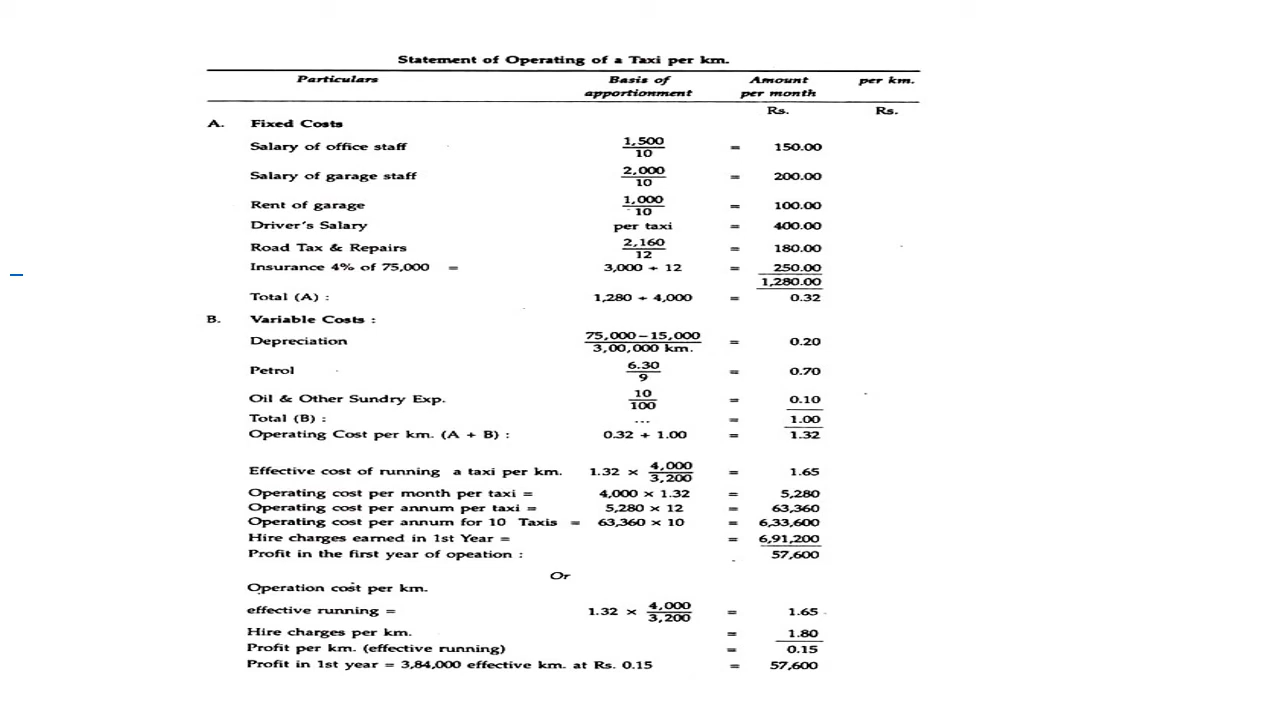 Statement of Operating of a Taxi per km.
Particulars Basis of apportionment Amount per month per km.
Rs. Rs.
A. Fixed Costs
Salary of office staff 1,500/10 = 150.00
Salary of garage staff 2,000/10 = 200.00
Rent of garage 1,000/10 = 100.00
Driver's Salary per taxi = 400.00
Road Tax & Repairs 2,160/12 = 180.00
Insurance 4% of 75,000 = 3,000 ÷ 12 = 250.00
1,280.00
Total (A) : 1,280 ÷ 4,000 = 0.32
B. Variable Costs :
Depreciation 75,000–15,000/3,00,000 km. = 0.20
Petrol 6.30/9 = 0.70
Oil & Other Sundry Exp. 10/100 = 0.10
Total (B) : ... = 1.00
Operating Cost per km. (A + B) : 0.32 + 1.00 = 1.32
Effective cost of running a taxi per km. 1.32 × 4,000/3,200 = 1.65
Operating cost per month per taxi = 4,000 × 1.32 = 5,280
Operating cost per annum per taxi = 5,280 × 12 = 63,360
Operating cost per annum for 10 Taxis = 63,360 × 10 = 6,33,600
Hire charges earned in 1st Year = = 6,91,200
Profit in the first year of opeation : 57,600
Or
Operation cost per km.
effective running = 1.32 × 4,000/3,200 = 1.65
Hire charges per km. = 1.80
Profit per km. (effective running) = 0.15
Profit in 1st year = 3,84,000 effective km. at Rs. 0.15 = 57,600